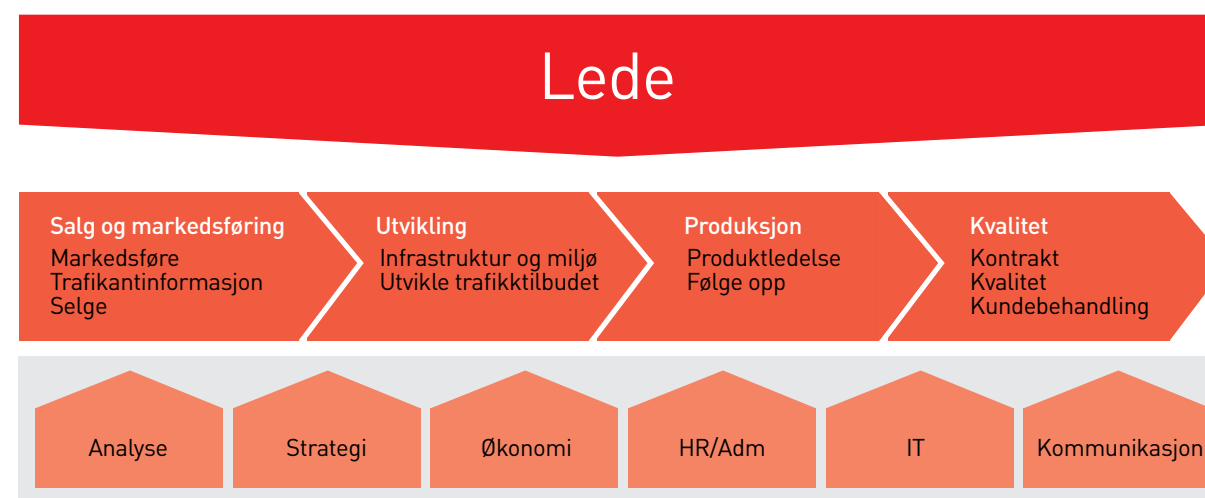 Lede
Salg og markedsføring
Markedsføre
Trafikantinformasjon
Selge
Utvikling
Infrastruktur og miljø
Utvikle trafikktilbudet
Produksjon
Produktledelse
Følge opp
Kvalitet
Kontrakt
Kvalitet
Kundebehandling
Analyse
Strategi
Økonomi
HR/Adm
IT
Kommunikasjon